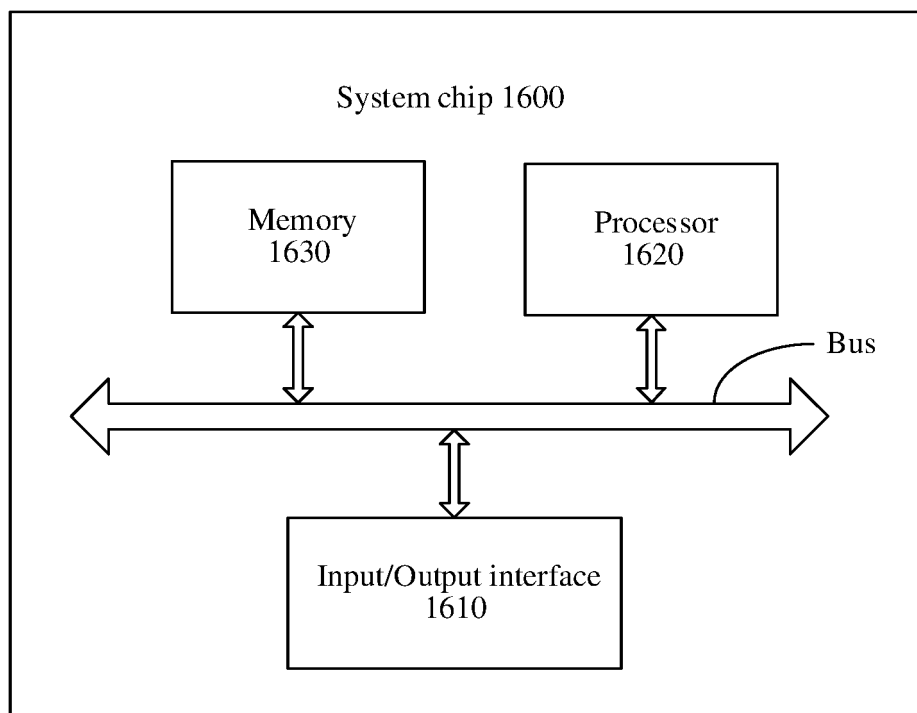 System chip 1600
Memory
1630
Processor
1620
Bus
Input/Output interface
1610